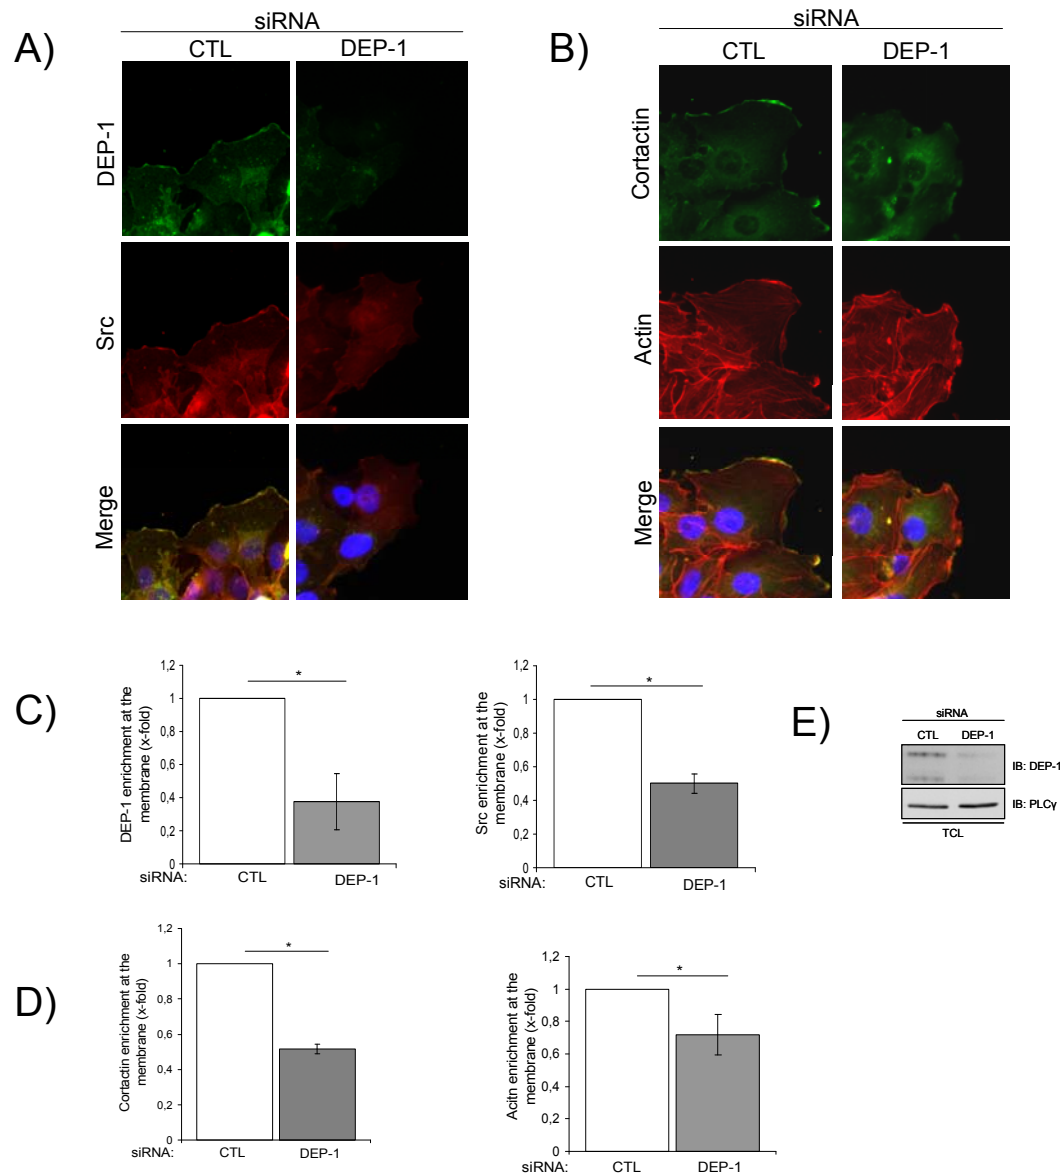 A)
siRNA
CTL
DEP-1
DEP-1
Src
Merge
B)
siRNA
CTL
DEP-1
Cortactin
Actin
Merge
C)
DEP-1 enrichment at the
membrane (x-fold)
1,2
1
0,8
0,6
0,4
0,2
0
*
siRNA:
CTL
DEP-1
Src enrichment at the
membrane (x-fold)
1,2
1
0,8
0,6
0,4
0,2
0
*
siRNA:
CTL
DEP-1
E)
siRNA
CTL
DEP-1
IB: DEP-1
IB: PLCγ
TCL
D)
Cortactin enrichment at the
membrane (x-fold)
1,2
1
0,8
0,6
0,4
0,2
0
*
siRNA:
CTL
DEP-1
Acitn enrichment at the
membrane (x-fold)
1,2
1
0,8
0,6
0,4
0,2
0
*
siRNA:
CTL
DEP-1